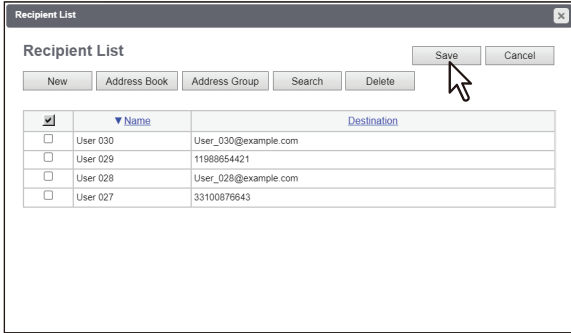 Recipient List
Recipient List
Save Cancel
New Address Book Address Group Search Delete
▼Name Destination
User 030 User_030@example.com
User 029 11988654421
User 028 User_028@example.com
User 027 33100876643